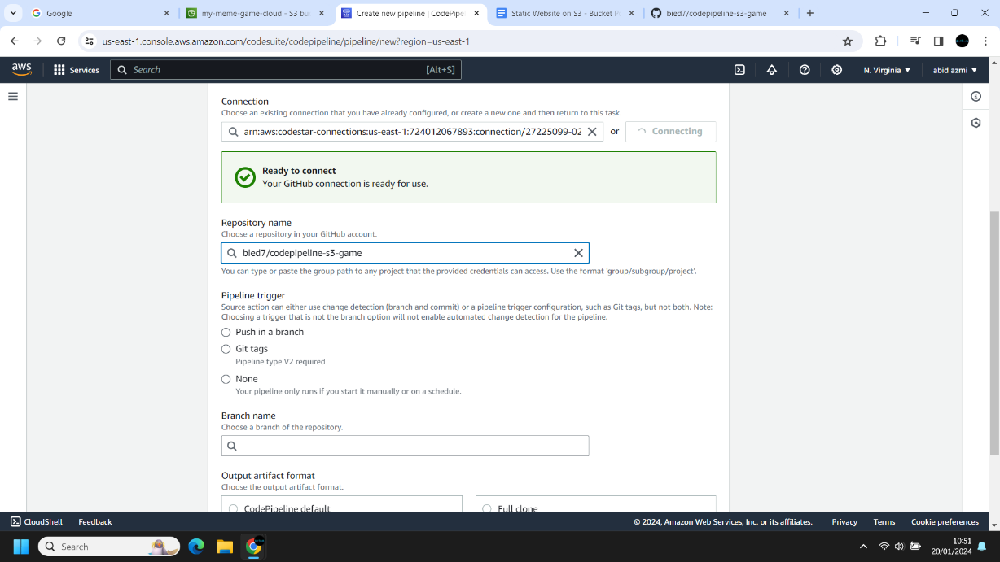 Google
my-meme-game-cloud - S3 bu
Create new pipeline | CodePipe
Static Website on S3 - Bucket P
bied7/codepipeline-s3-game
us-east-1.console.aws.amazon.com/codesuite/codepipeline/pipeline/new?region=us-east-1
aws
Services
Search
[Alt+S]
N. Virginia
abid azmi
Connection
Choose an existing connection that you have already configured, or create a new one and then return to this task.
arn:aws:codestar-connections:us-east-1:724012067893:connection/27225099-02
or
Connecting
Ready to connect
Your GitHub connection is ready for use.
Repository name
Choose a repository in your GitHub account.
bied7/codepipeline-s3-game
You can type or paste the group path to any project that the provided credentials can access. Use the format 'group/subgroup/project'.
Pipeline trigger
Source action can either use change detection (branch and commit) or a pipeline trigger configuration, such as Git tags, but not both. Note:
Choosing a trigger that is not the branch option will not enable automated change detection for the pipeline.
Push in a branch
Git tags
Pipeline type V2 required
None
Your pipeline only runs if you start it manually or on a schedule.
Branch name
Choose a branch of the repository.
Output artifact format
Choose the output artifact format.
CodePipeline default
Full clone
CloudShell
Feedback
© 2024, Amazon Web Services, Inc. or its affiliates.
Privacy
Terms
Cookie preferences
Search
10:51
20/01/2024